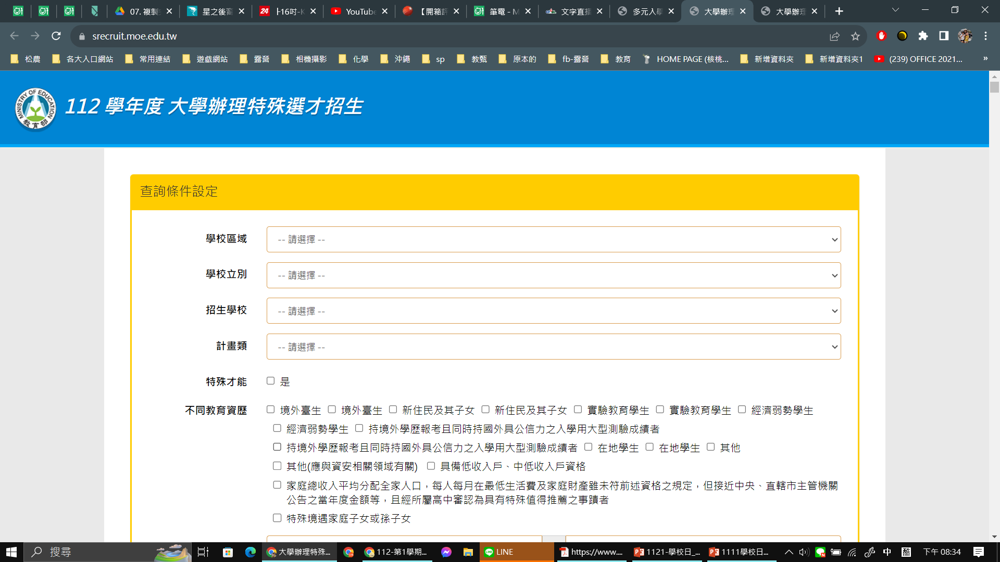 07. 複製
星之後裔
24
┝16吋-K
YouTube
【開箱評
筆電 - M
文字直播
多元入學
大學辦理
大學辦理
srecruit.moe.edu.tw
松農
各大入口網站
常用連結
遊戲網站
露營
相機攝影
化學
沖繩
sp
教甄
原本的
fb-露營
教育
HOME PAGE (核桃...
新增資料夾
新增資料夾1
(239) OFFICE 2021...
»
MINISTRY OF EDUCATION
教育部
112 學年度 大學辦理特殊選才招生
查詢條件設定
學校區域
-- 請選擇 --
學校立別
-- 請選擇 --
招生學校
-- 請選擇 --
計畫類
-- 請選擇 --
特殊才能
是
不同教育資歷
境外臺生 境外臺生 新住民及其子女 新住民及其子女 實驗教育學生 實驗教育學生 經濟弱勢學生
經濟弱勢學生 持境外學歷報考且同時持國外具公信力之入學用大型測驗成績者
持境外學歷報考且同時持國外具公信力之入學用大型測驗成績者 在地學生 在地學生 其他
其他(應與資安相關領域有關) 具備低收入戶、中低收入戶資格
家庭總收入平均分配全家人口，每人每月在最低生活費及家庭財產雖未符前述資格之規定，但接近中央、直轄市主管機關
公告之當年度金額等，且經所屬高中審認為具有特殊值得推薦之事蹟者
特殊境遇家庭子女或孫子女
搜尋
大學辦理特殊...
112-第1學期...
LINE
https://www....
1121-學校日_...
1111學校日...
中
酷
下午 08:34